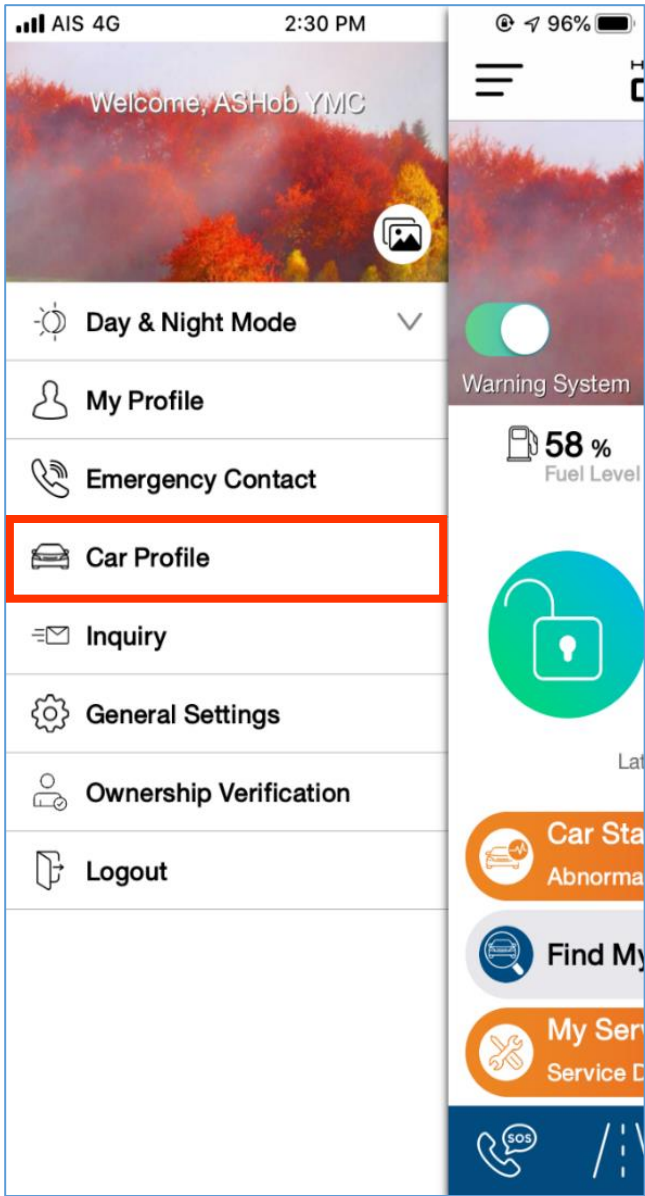 AIS 4G 2:30 PM 96%
Welcome, ASHob YMC
Day & Night Mode
My Profile
Emergency Contact
Car Profile
Inquiry
General Settings
Ownership Verification
Logout
Warning System
58 %
Fuel Level
Lat
Car Sta
Abnorma
Find My
My Serv
Service D
SOS